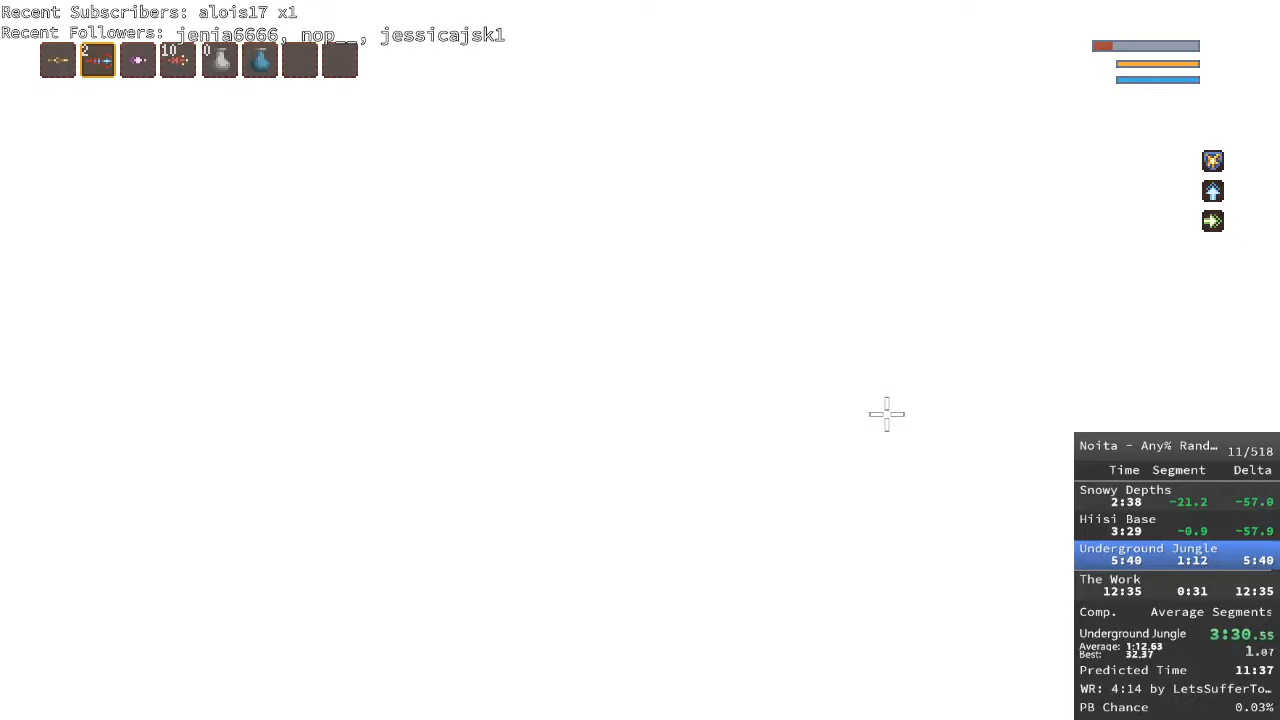 Recent Subscribers: alois17 x1
Recent Followers: jenia6666, nop__, jessicajsk1
2 10 0
Noita - Any% Rand… 11/518
Time Segment Delta
Snowy Depths
2:38 -21.2 -57.0
Hiisi Base
3:29 -0.9 -57.9
Underground Jungle
5:40 1:12 5:40
The Work
12:35 0:31 12:35
Comp. Average Segments
Underground Jungle 3:30.55
Average: 1:12.63
Best: 32.37 1.07
Predicted Time 11:37
WR: 4:14 by LetsSufferTo…
PB Chance 0.03%